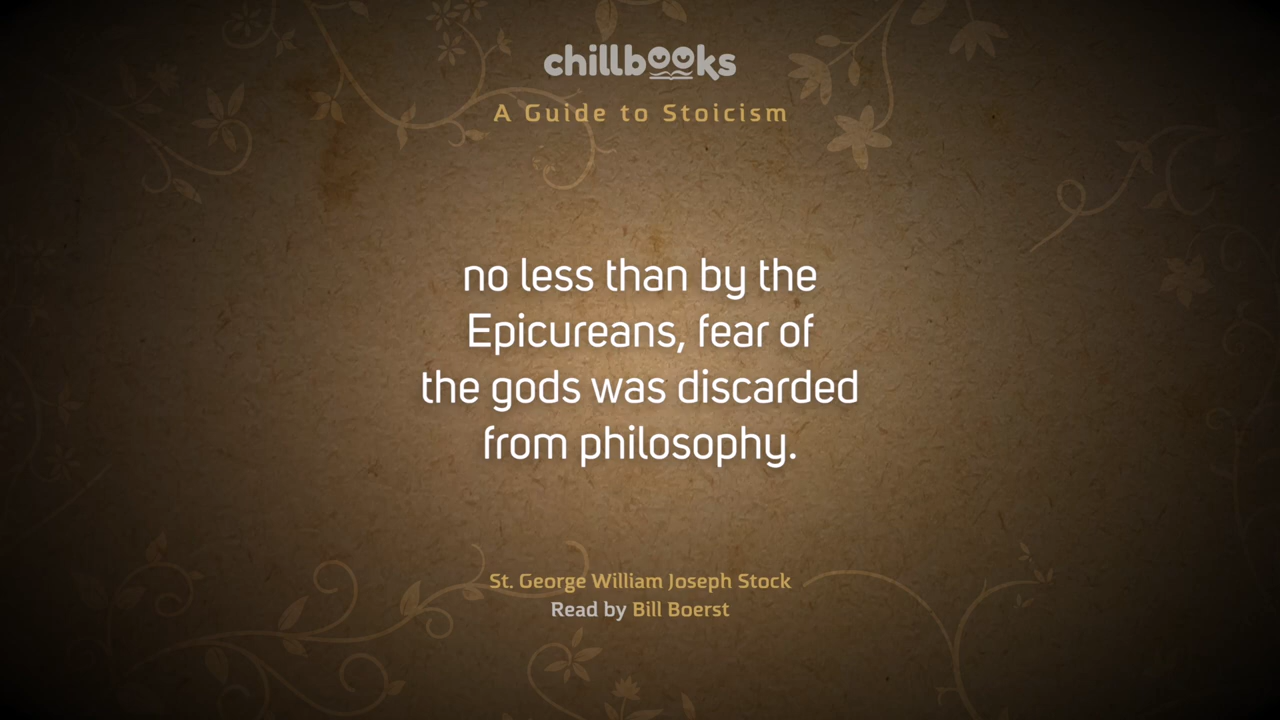 chillbooks
A Guide to Stoicism
no less than by the
Epicureans, fear of
the gods was discarded
from philosophy.
St. George William Joseph Stock
Read by Bill Boerst